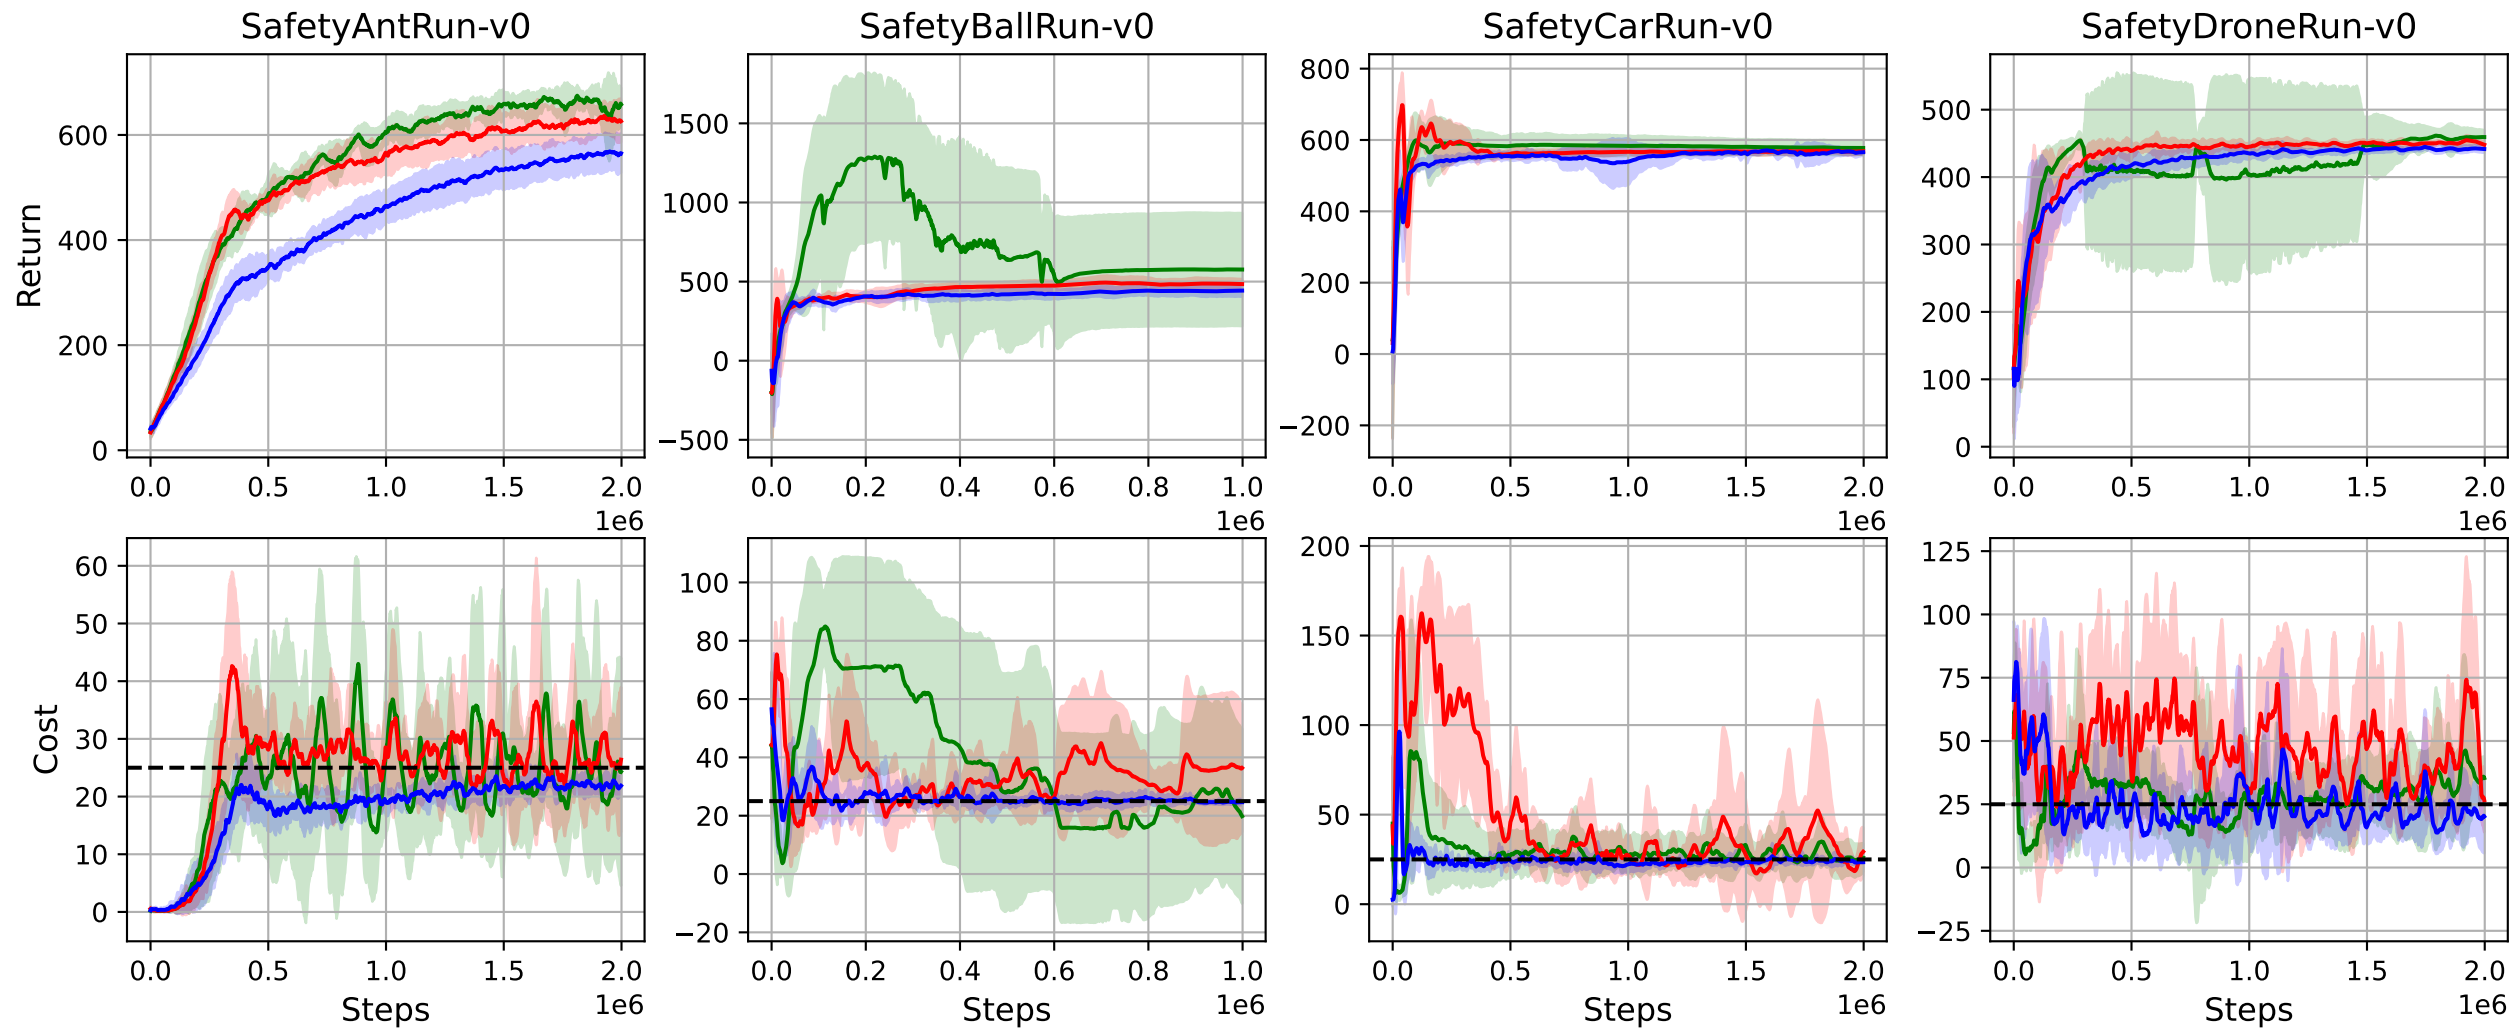 SafetyAntRun-v0 SafetyBallRun-v0 SafetyCarRun-v0 SafetyDroneRun-v0
Return
600
400
200
0
0.0 0.5 1.0 1.5 2.0
1e6
1500
1000
500
0
−500
0.0 0.2 0.4 0.6 0.8 1.0
1e6
800
600
400
200
0
−200
0.0 0.5 1.0 1.5 2.0
1e6
500
400
300
200
100
0
0.0 0.5 1.0 1.5 2.0
1e6
Cost
60
50
40
30
20
10
0
0.0 0.5 1.0 1.5 2.0
1e6
Steps
100
80
60
40
20
0
−20
0.0 0.2 0.4 0.6 0.8 1.0
1e6
Steps
200
150
100
50
0
0.0 0.5 1.0 1.5 2.0
1e6
Steps
125
100
75
50
25
0
−25
0.0 0.5 1.0 1.5 2.0
1e6
Steps